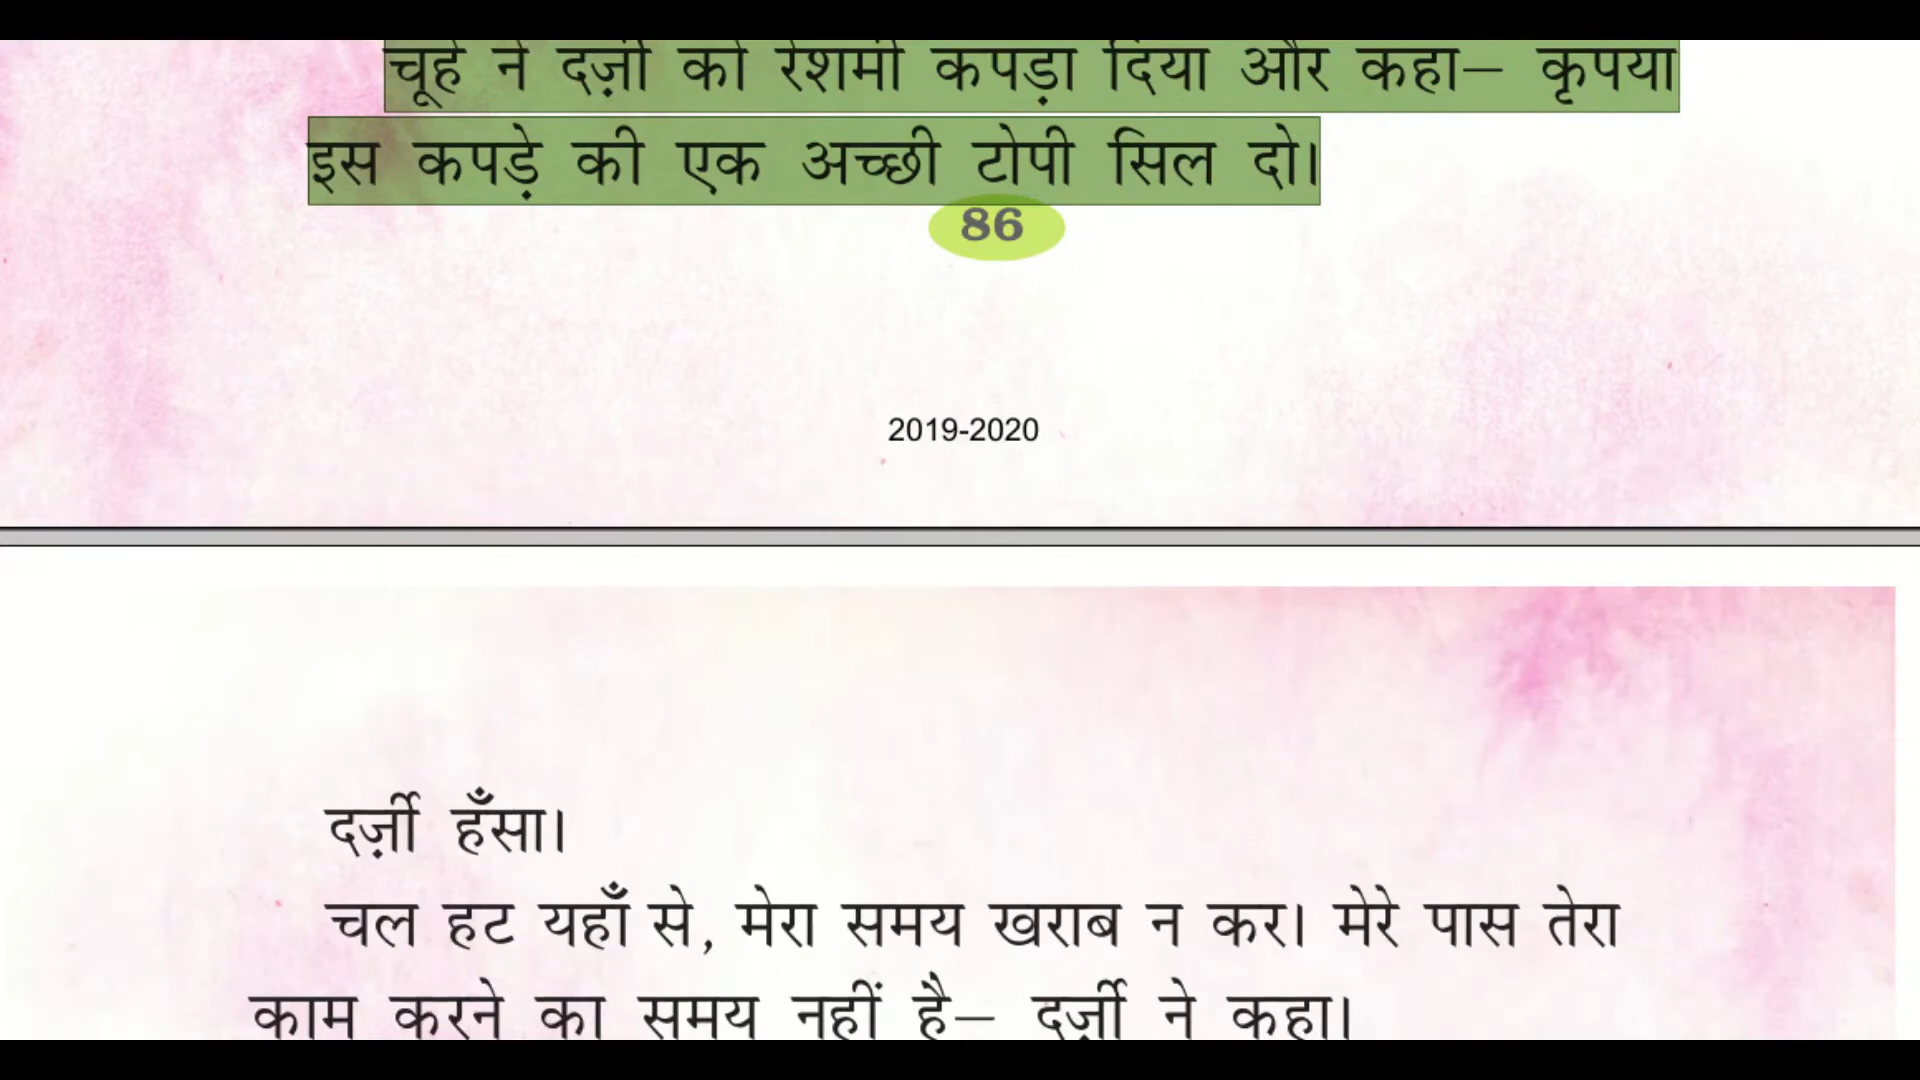 चूहे ने दर्ज़ी को रेशमी कपड़ा दिया और कहा– कृपया
इस कपड़े की एक अच्छी टोपी सिल दो।
86
2019-2020
दर्ज़ी हँसा।
चल हट यहाँ से, मेरा समय खराब न कर। मेरे पास तेरा
काम करने का समय नहीं है– दर्ज़ी ने कहा।